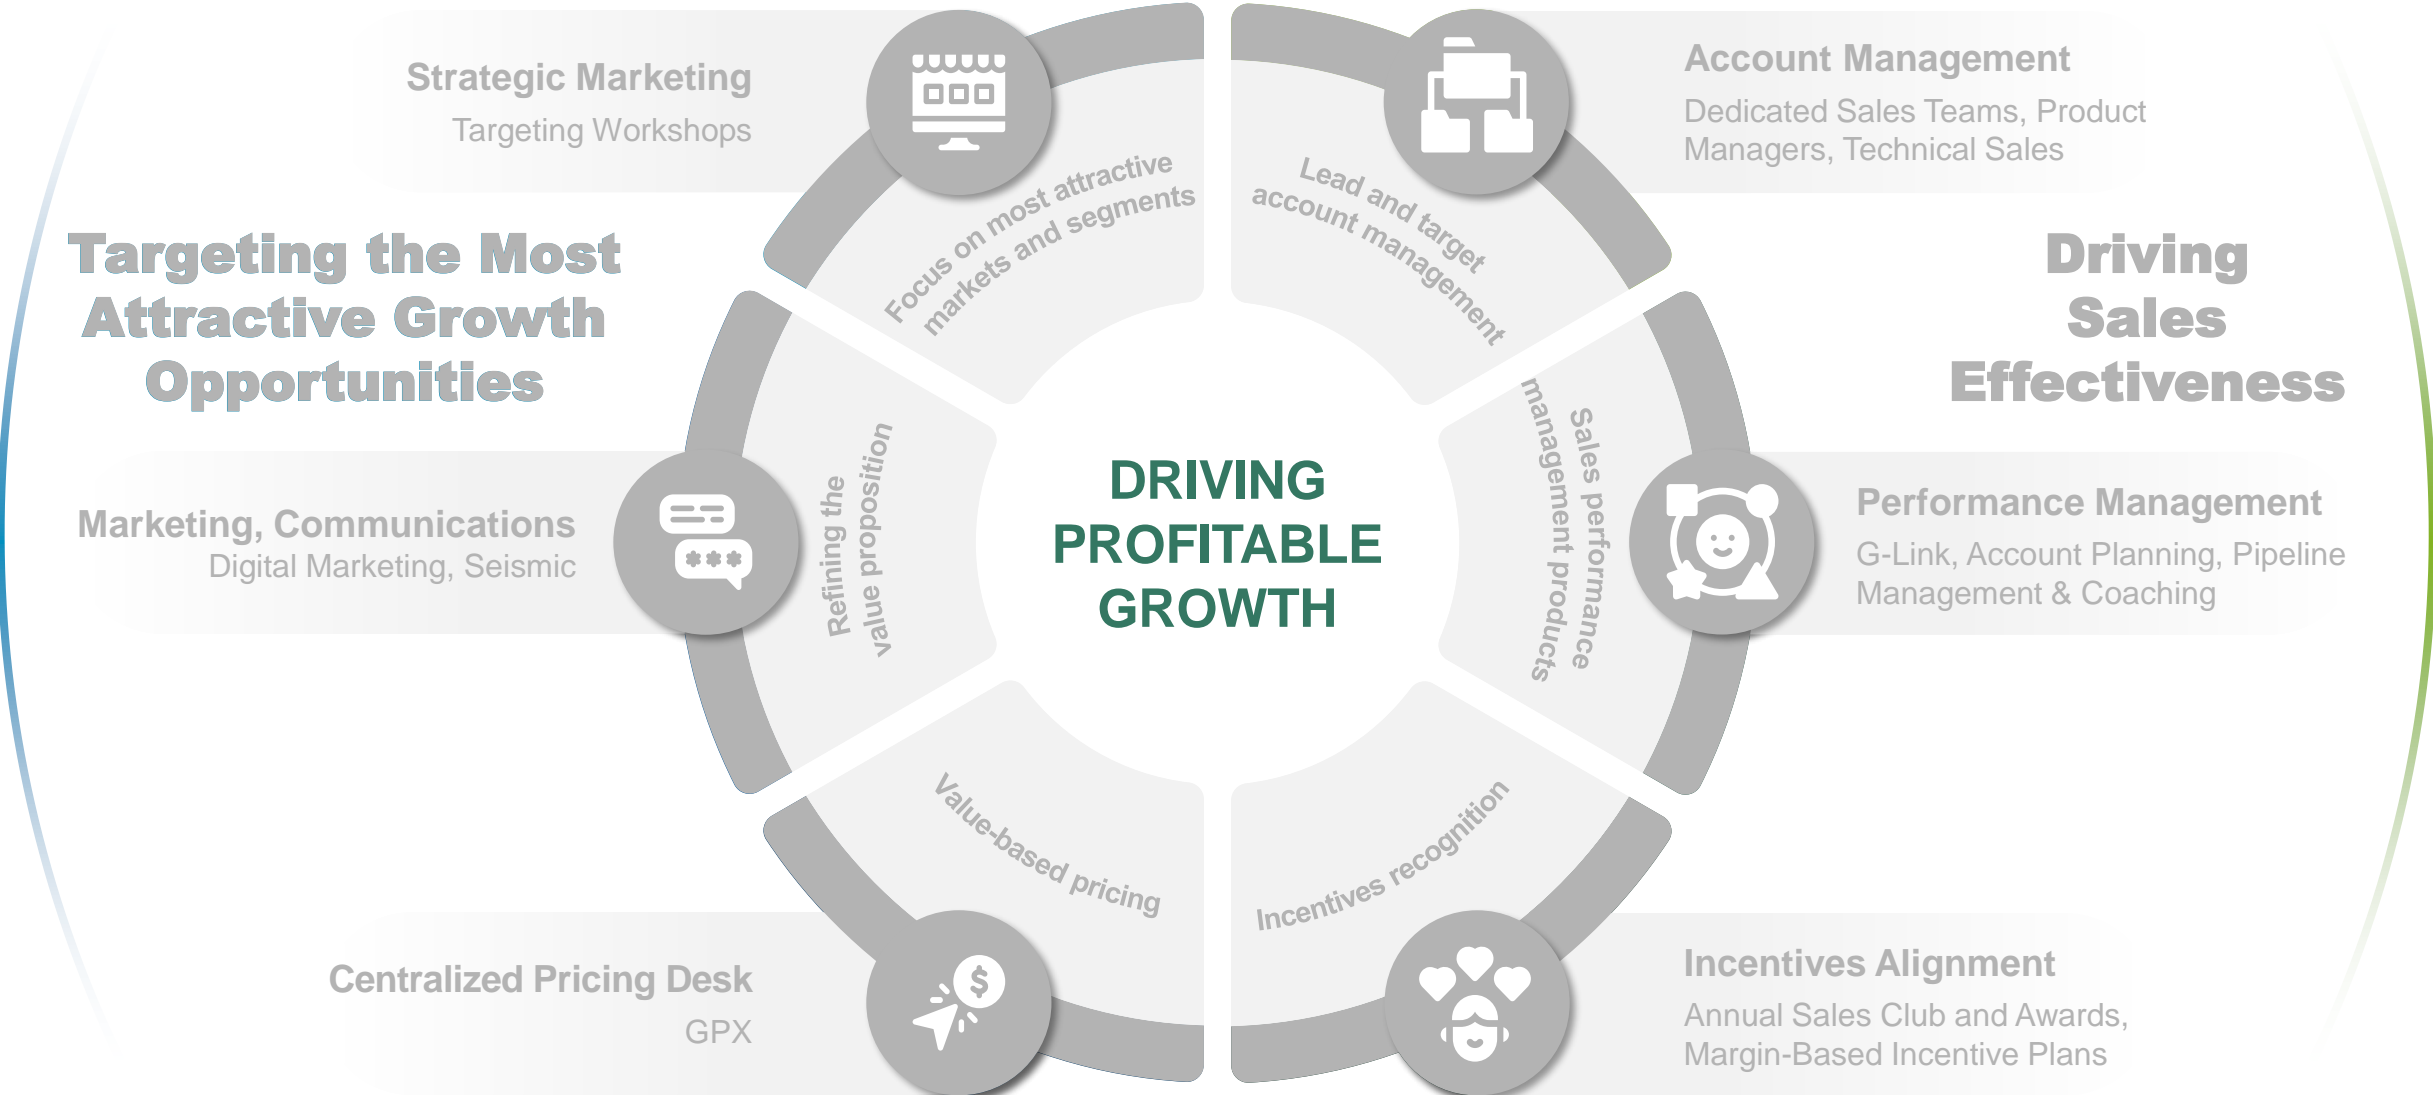 Strategic Marketing
Targeting Workshops
Targeting the Most
Attractive Growth
Opportunities
Marketing, Communications
Digital Marketing, Seismic
Centralized Pricing Desk
GPX
Focus on most attractive
markets and segments
Refining the
value proposition
Value-based pricing
DRIVING
PROFITABLE
GROWTH
Lead and target
account management
Sales performance
management products
Incentives recognition
$
Account Management
Dedicated Sales Teams, Product
Managers, Technical Sales
Driving
Sales
Effectiveness
Performance Management
G-Link, Account Planning, Pipeline
Management & Coaching
Incentives Alignment
Annual Sales Club and Awards,
Margin-Based Incentive Plans